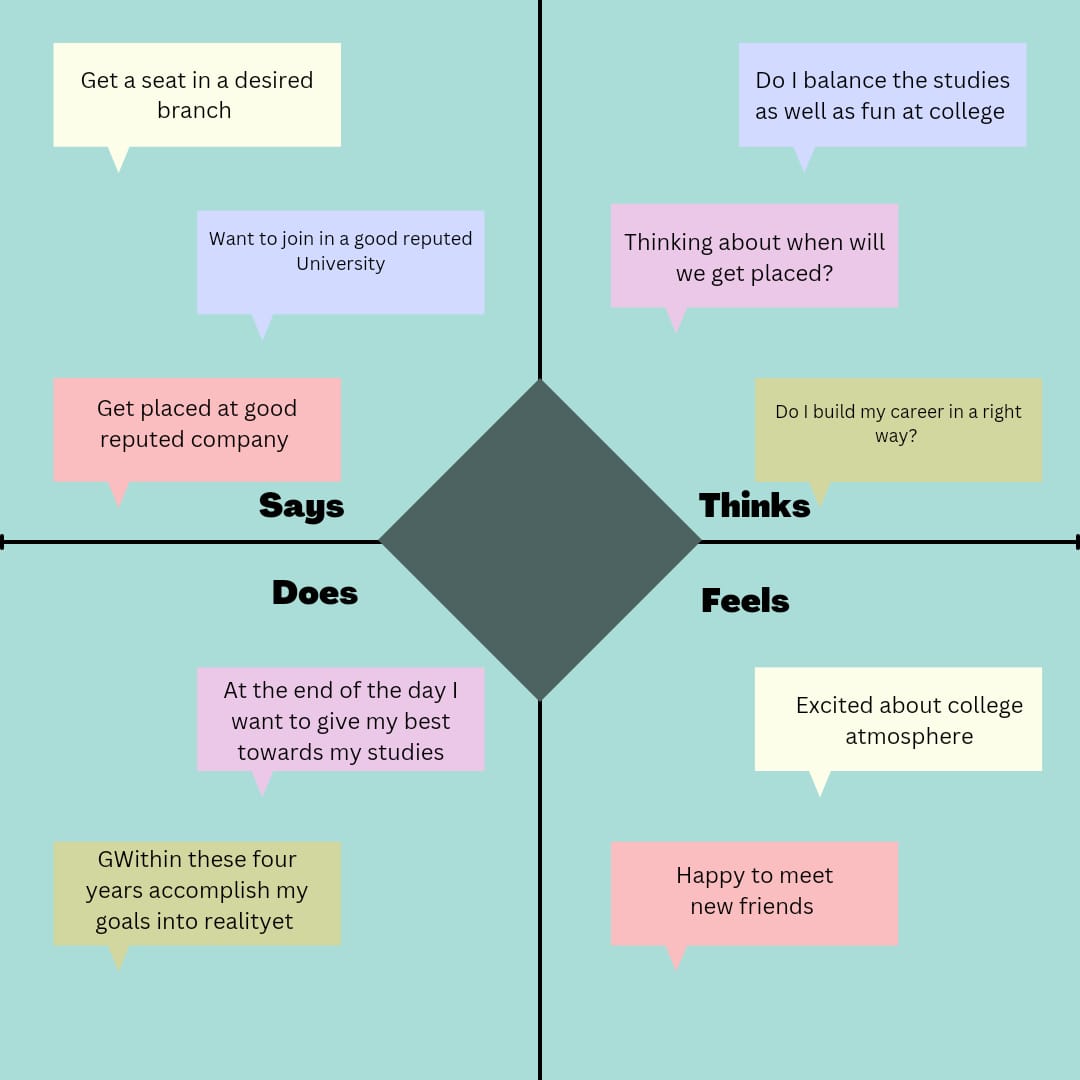 Get a seat in a desired
branch
Want to join in a good reputed
University
Get placed at good
reputed company
Says
Do I balance the studies
as well as fun at college
Thinking about when will
we get placed?
Do I build my career in a right
way?
Thinks
Does
At the end of the day I
want to give my best
towards my studies
GWithin these four
years accomplish my
goals into realityet
Feels
Excited about college
atmosphere
Happy to meet
new friends